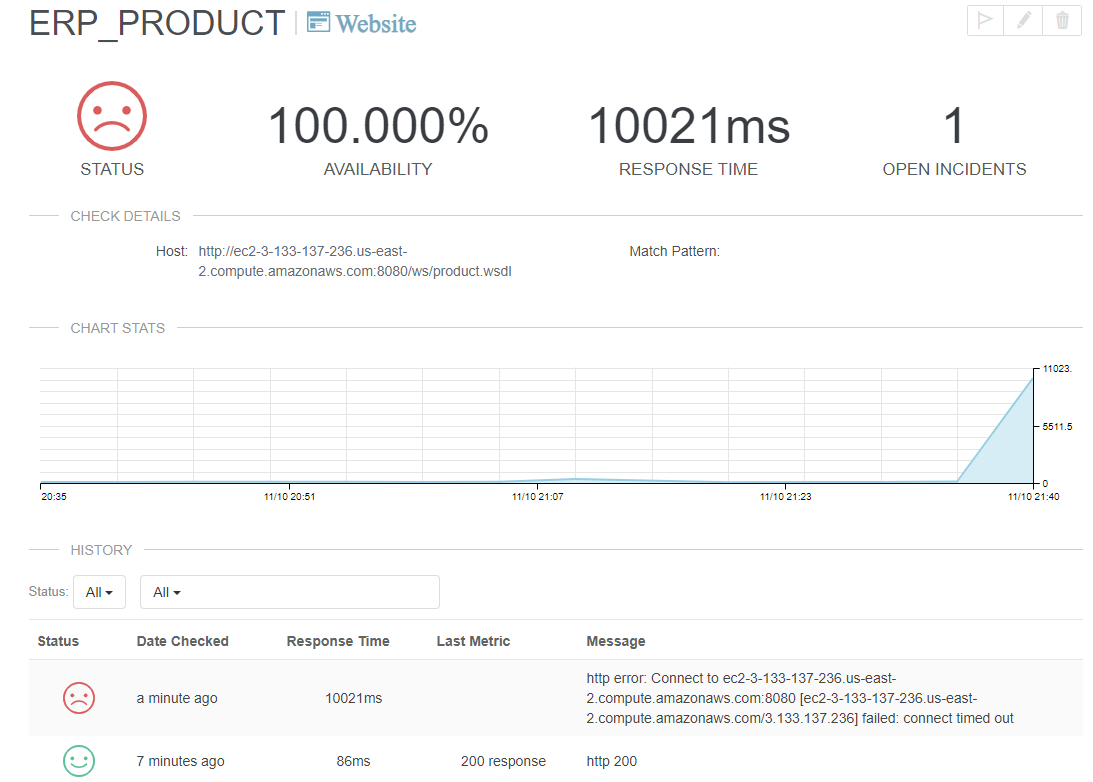 ERP_PRODUCT | Website
100.000%
10021ms
1
STATUS
AVAILABILITY
RESPONSE TIME
OPEN INCIDENTS
CHECK DETAILS
Host: http://ec2-3-133-137-236.us-east-
2.compute.amazonaws.com:8080/ws/product.wsdl
Match Pattern:
CHART STATS
11023.
5511.5
0
20:35
11/10 20:51
11/10 21:07
11/10 21:23
11/10 21:40
HISTORY
Status: All All
Status Date Checked Response Time Last Metric Message
a minute ago 10021ms
http error: Connect to ec2-3-133-137-236.us-east-
2.compute.amazonaws.com:8080 [ec2-3-133-137-236.us-east-
2.compute.amazonaws.com/3.133.137.236] failed: connect timed out
7 minutes ago 86ms 200 response http 200